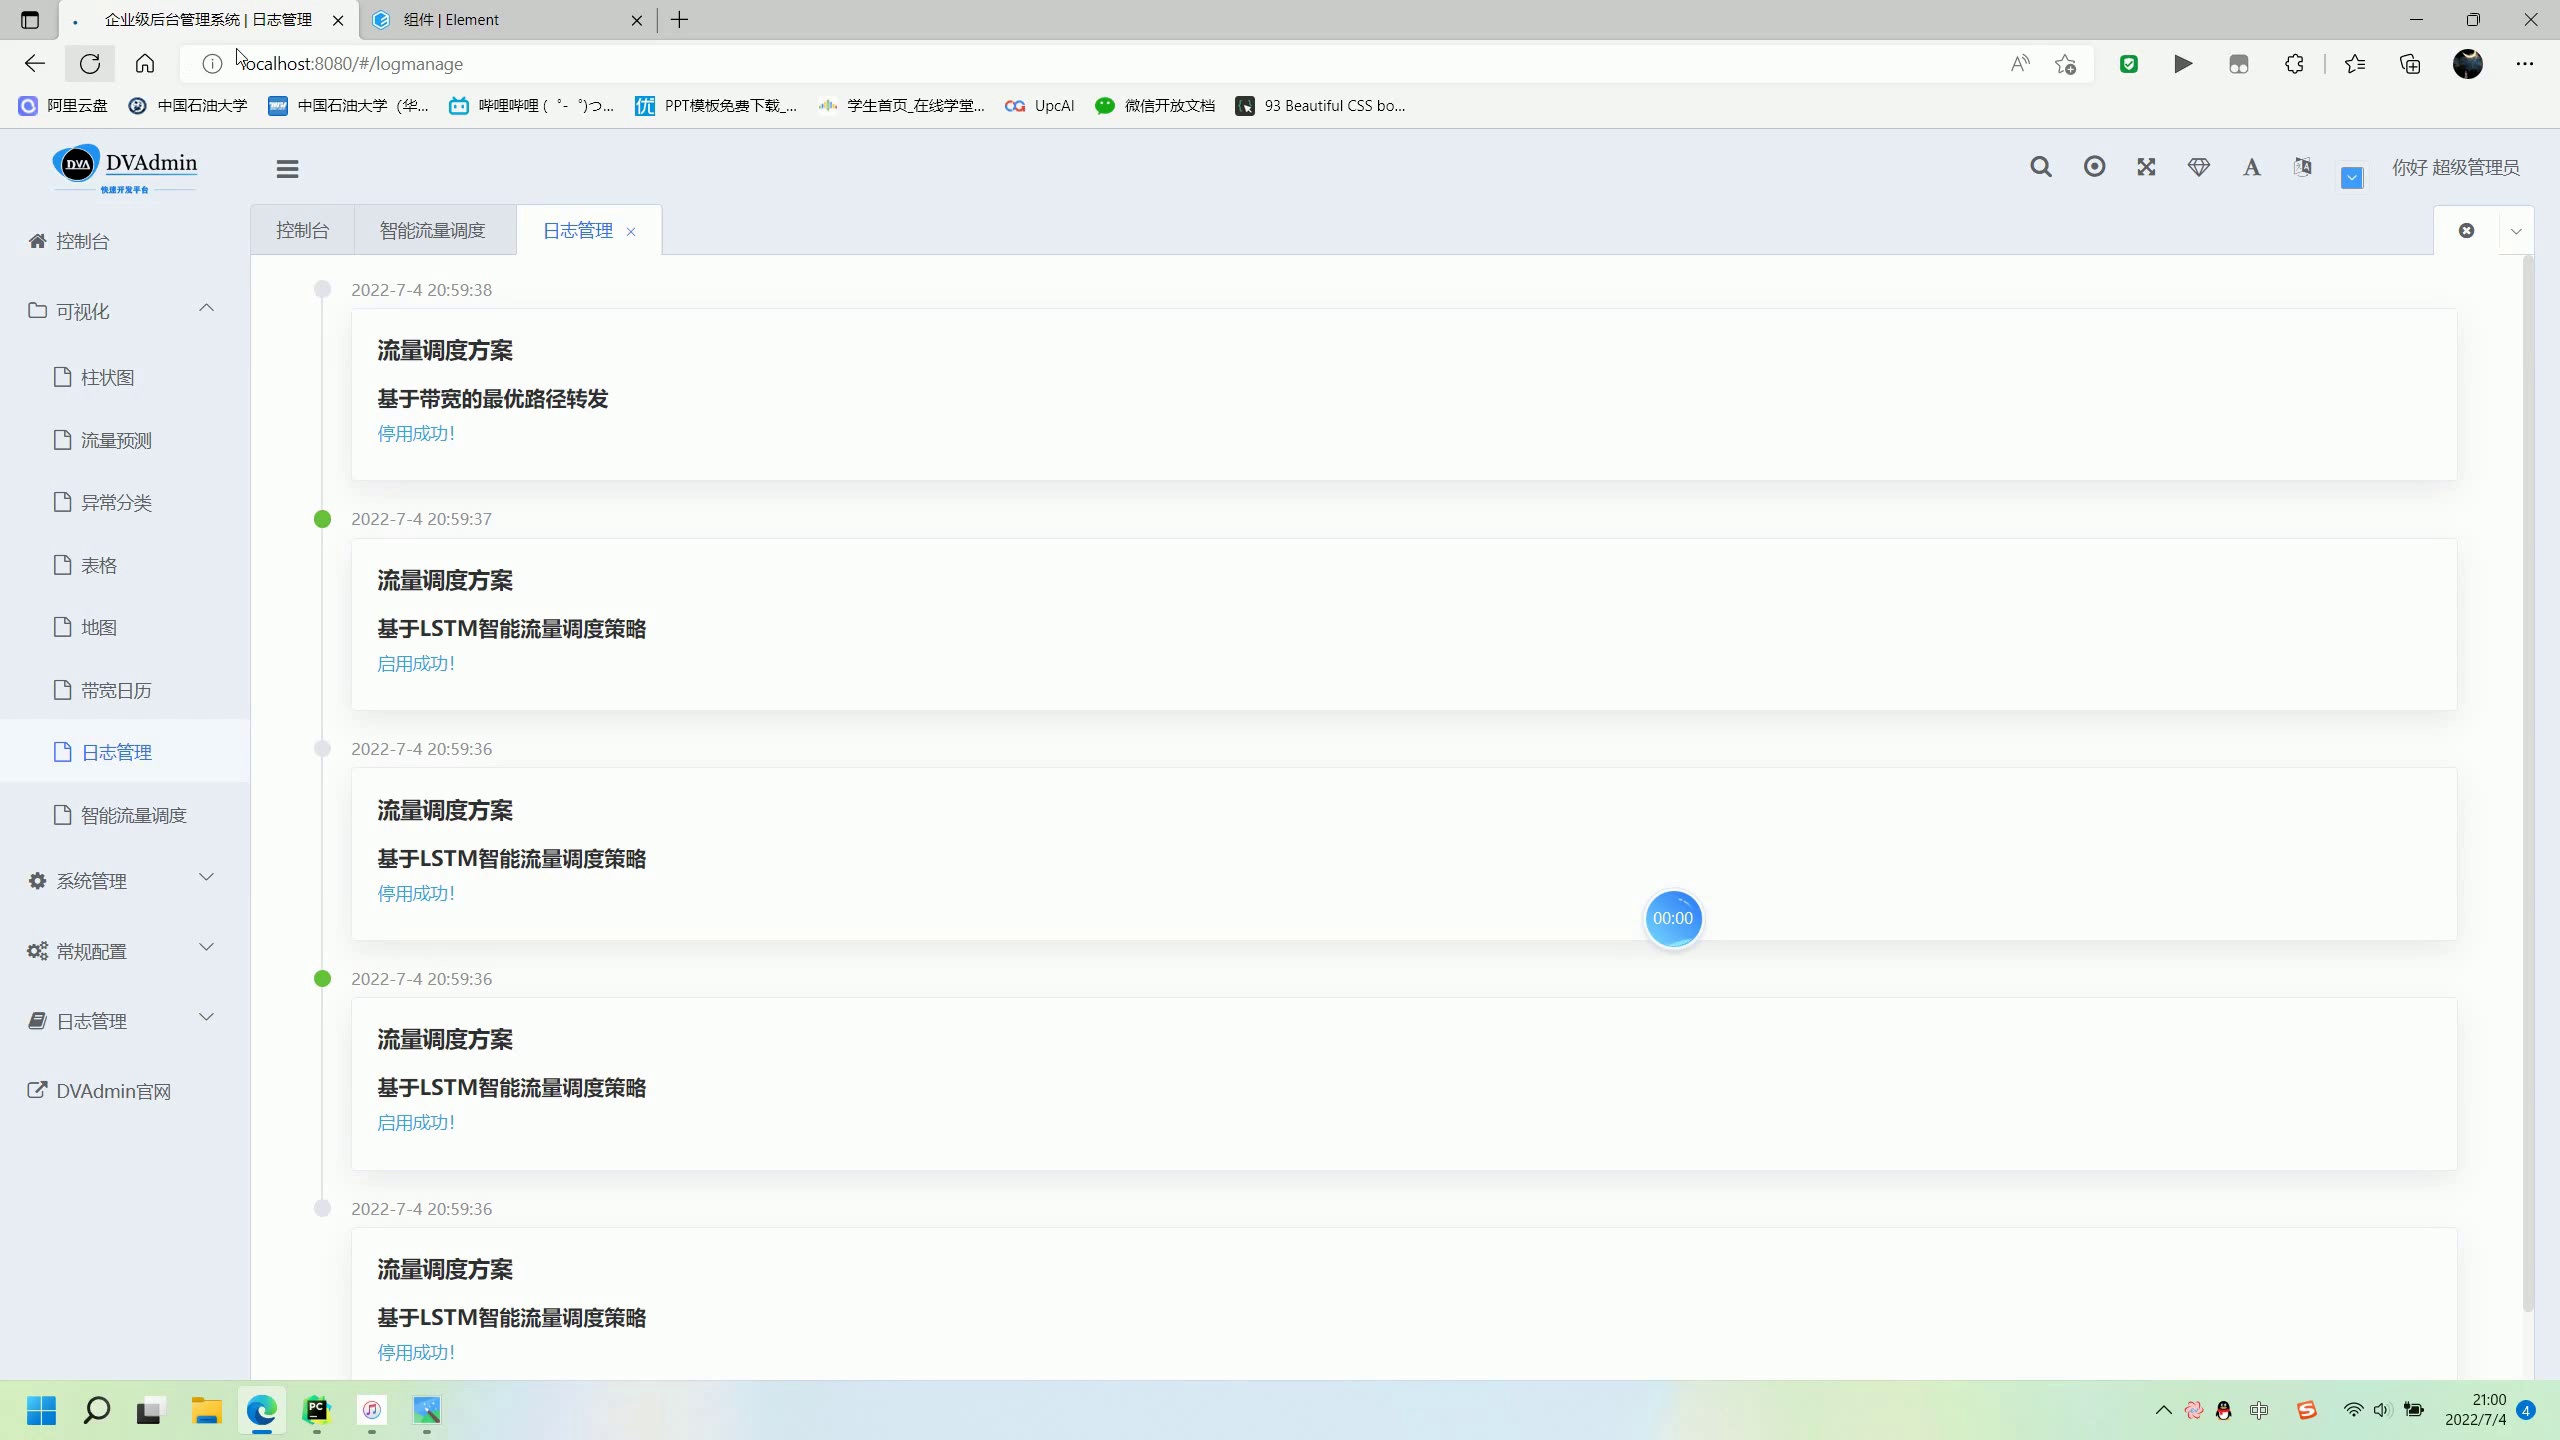 企业级后台管理系统 | 日志管理
组件 | Element
localhost:8080/#/logmanage
阿里云盘
中国石油大学
中国石油大学（华...
哔哩哔哩 ( ゜- ゜)つ...
PPT模板免费下载_...
学生首页_在线学堂...
UpcAI
微信开放文档
93 Beautiful CSS bo...
DVA
DVAdmin
快速开发平台
你好 超级管理员
控制台
智能流量调度
日志管理
控制台
可视化
柱状图
流量预测
异常分类
表格
地图
带宽日历
日志管理
智能流量调度
系统管理
常规配置
日志管理
DVAdmin官网
2022-7-4 20:59:38
流量调度方案
基于带宽的最优路径转发
停用成功!
2022-7-4 20:59:37
流量调度方案
基于LSTM智能流量调度策略
启用成功!
2022-7-4 20:59:36
流量调度方案
基于LSTM智能流量调度策略
停用成功!
00:00
2022-7-4 20:59:36
流量调度方案
基于LSTM智能流量调度策略
启用成功!
2022-7-4 20:59:36
流量调度方案
基于LSTM智能流量调度策略
停用成功!
PC
中
21:00
2022/7/4
4